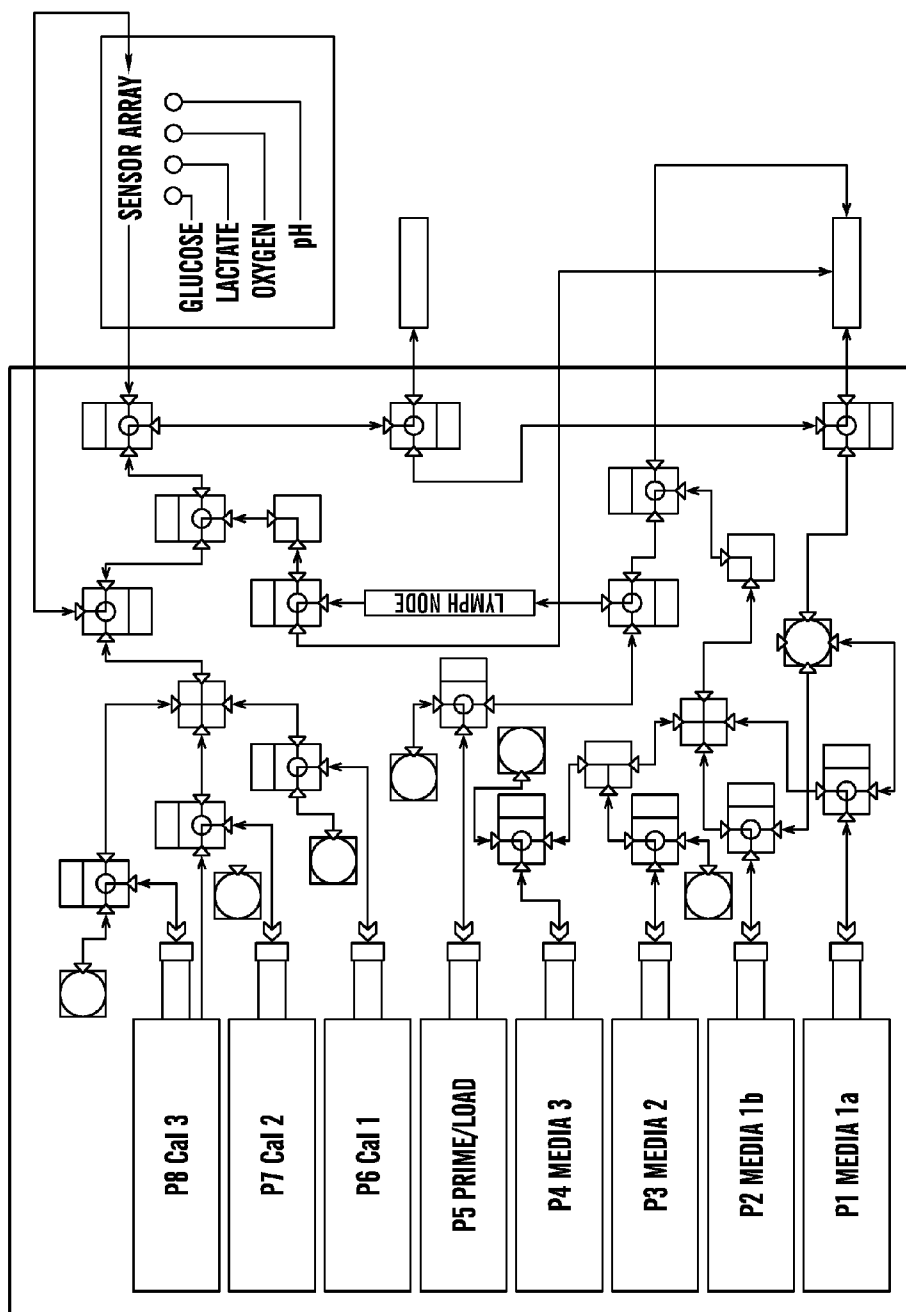 SENSOR ARRAY
GLUCOSE
LACTATE
OXYGEN
pH
LYMPH NODE
P8 Cal 3
P7 Cal 2
P6 Cal 1
P5 PRIME/LOAD
P4 MEDIA 3
P3 MEDIA 2
P2 MEDIA 1b
P1 MEDIA 1a